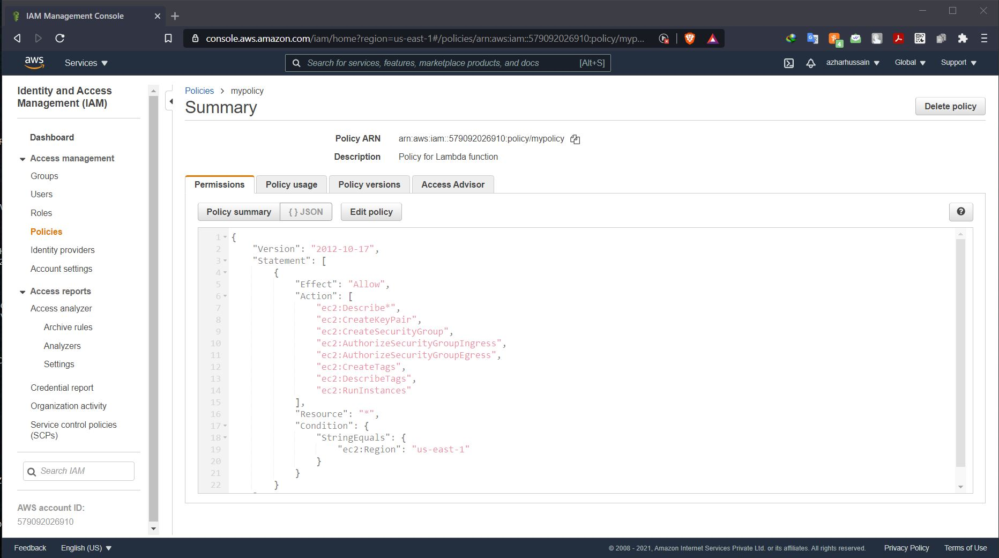 IAM Management Console
console.aws.amazon.com/iam/home?region=us-east-1#/policies/arn:aws:iam::579092026910:policy/myp...
4
aws
Services
Search for services, features, marketplace products, and docs [Alt+S]
azharhussain
Global
Support
Identity and Access
Management (IAM)
Dashboard
Access management
Groups
Users
Roles
Policies
Identity providers
Account settings
Access reports
Access analyzer
Archive rules
Analyzers
Settings
Credential report
Organization activity
Service control policies
(SCPs)
Search IAM
AWS account ID:
579092026910
Policies > mypolicy
Summary
Delete policy
Policy ARN arn:aws:iam::579092026910:policy/mypolicy
Description Policy for Lambda function
Permissions
Policy usage
Policy versions
Access Advisor
Policy summary
{ } JSON
Edit policy
?
1 {
2 "Version": "2012-10-17",
3 "Statement": [
4 {
5 "Effect": "Allow",
6 "Action": [
7 "ec2:Describe*",
8 "ec2:CreateKeyPair",
9 "ec2:CreateSecurityGroup",
10 "ec2:AuthorizeSecurityGroupIngress",
11 "ec2:AuthorizeSecurityGroupEgress",
12 "ec2:CreateTags",
13 "ec2:DescribeTags",
14 "ec2:RunInstances"
15 ],
16 "Resource": "*",
17 "Condition": {
18 "StringEquals": {
19 "ec2:Region": "us-east-1"
20 }
21 }
22 }
Feedback
English (US)
© 2008 - 2021, Amazon Internet Services Private Ltd. or its affiliates. All rights reserved.
Privacy Policy
Terms of Use